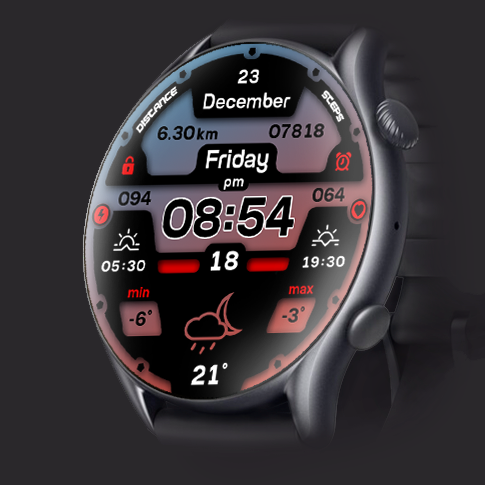 23
December
DISTANCE
STEPS
6.30km
07818
Friday
pm
094
064
08:54
05:30
18
19:30
min
max
-6°
-3°
21°